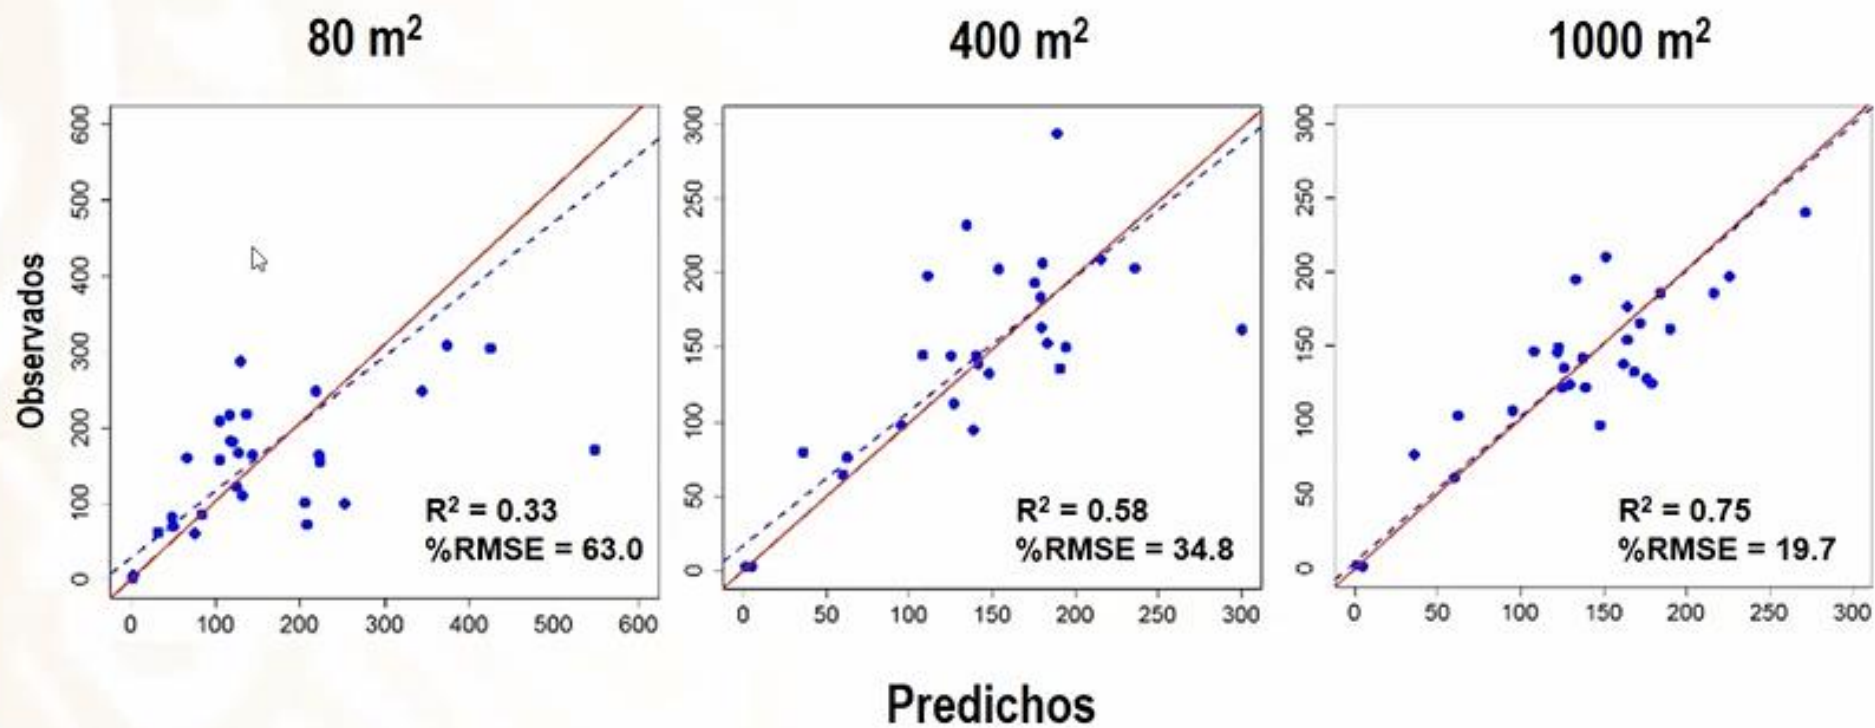 80 m²
400 m²
1000 m²
Observados
600
500
400
300
200
100
0
0 100 200 300 400 500 600
R² = 0.33
%RMSE = 63.0
300
250
200
150
100
50
0
0 50 100 150 200 250 300
R² = 0.58
%RMSE = 34.8
300
250
200
150
100
50
0
0 50 100 150 200 250 300
R² = 0.75
%RMSE = 19.7
Predichos